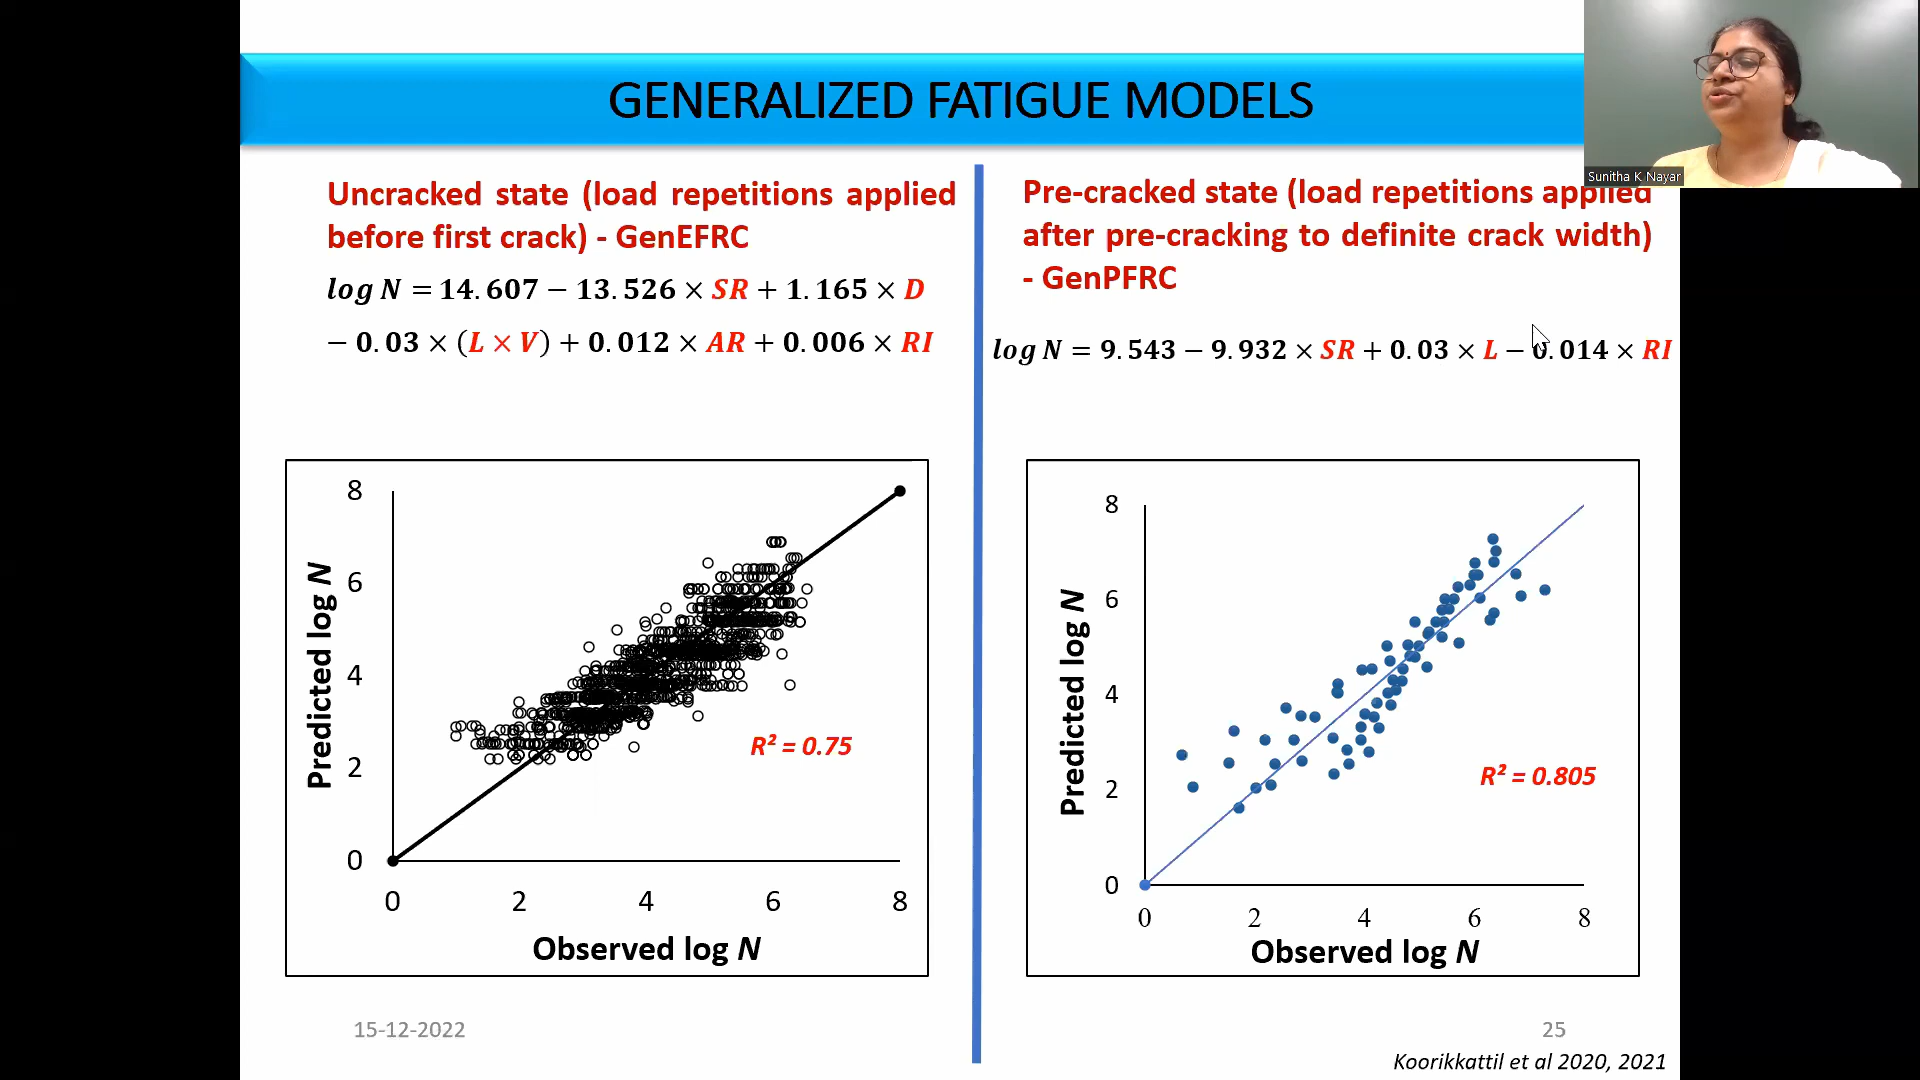 GENERALIZED FATIGUE MODELS
Sunitha K Nayar
Uncracked state (load repetitions applied
before first crack) - GenEFRC
log N = 14.607 − 13.526 × SR + 1.165 × D
− 0.03 × (L × V) + 0.012 × AR + 0.006 × RI
8
6
4
2
0
Predicted log N
R² = 0.75
0 2 4 6 8
Observed log N
Pre-cracked state (load repetitions applied
after pre-cracking to definite crack width)
- GenPFRC
log N = 9.543 − 9.932 × SR + 0.03 × L − 0.014 × RI
8
6
4
2
0
Predicted log N
R² = 0.805
0 2 4 6 8
Observed log N
15-12-2022
25
Koorikkattil et al 2020, 2021